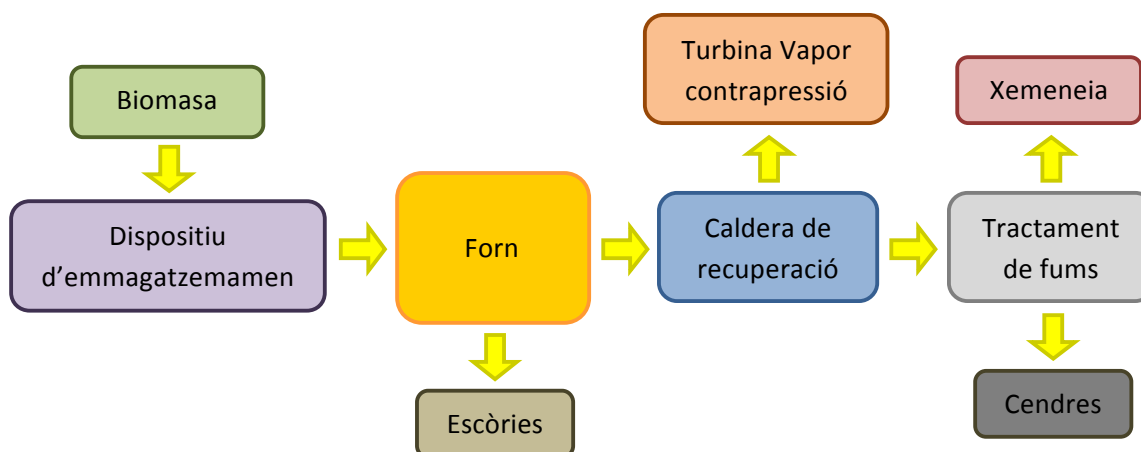 Biomasa
Dispositiu
d'emmagatzemamen
Forn
Escòries
Turbina Vapor
contrapressió
Caldera de
recuperació
Xemeneia
Tractament
de fums
Cendres